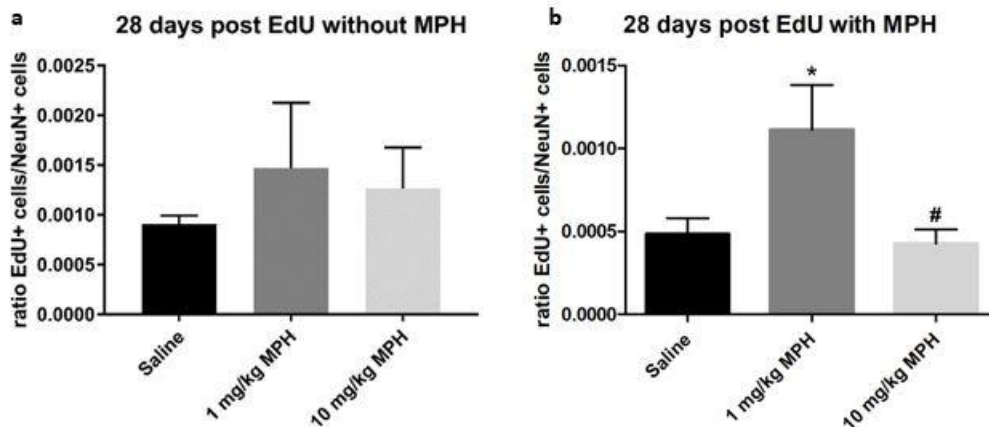 a
28 days post EdU without MPH
ratio EdU+ cells/NeuN+ cells
0.0025
0.0020
0.0015
0.0010
0.0005
0.0000
Saline
1 mg/kg MPH
10 mg/kg MPH
b
28 days post EdU with MPH
ratio EdU+ cells/NeuN+ cells
0.0015
0.0010
0.0005
0.0000
*
#
Saline
1 mg/kg MPH
10 mg/kg MPH